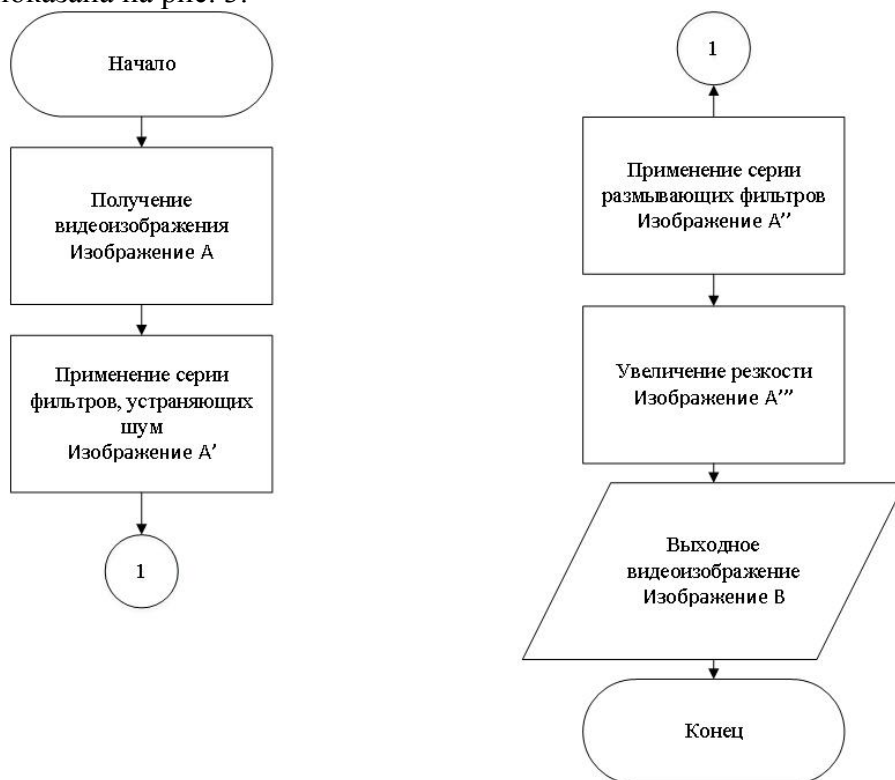 показана на рис. 3.
Начало
Получение
видеоизображения
Изображение A
Применение серии
фильтров, устраняющих
шум
Изображение A'
1
1
Применение серии
размывающих фильтров
Изображение A''
Увеличение резкости
Изображение A'''
Выходное
видеоизображение
Изображение B
Конец